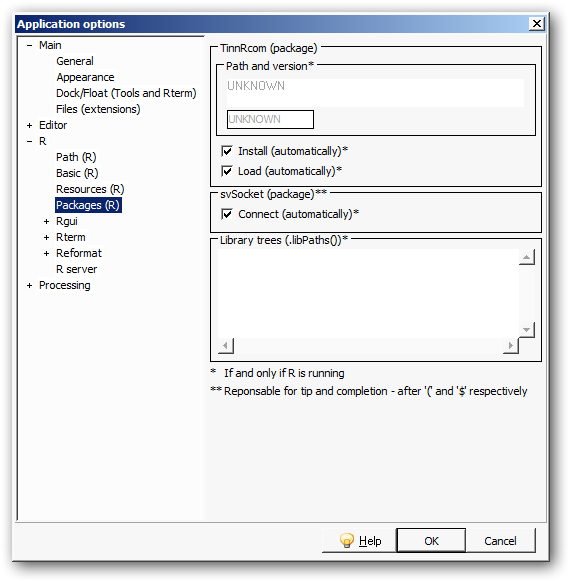 Application options
Main
General
Appearance
Dock/Float (Tools and Rterm)
Files (extensions)
Editor
R
Path (R)
Basic (R)
Resources (R)
Packages (R)
Rgui
Rterm
Reformat
R server
Processing
TinnRcom (package)
Path and version*
UNKNOWN
UNKNOWN
Install (automatically)*
Load (automatically)*
svSocket (package)**
Connect (automatically)*
Library trees (.libPaths())*
* If and only if R is running
** Reponsable for tip and completion - after '(' and '$' respectively
Help
OK
Cancel